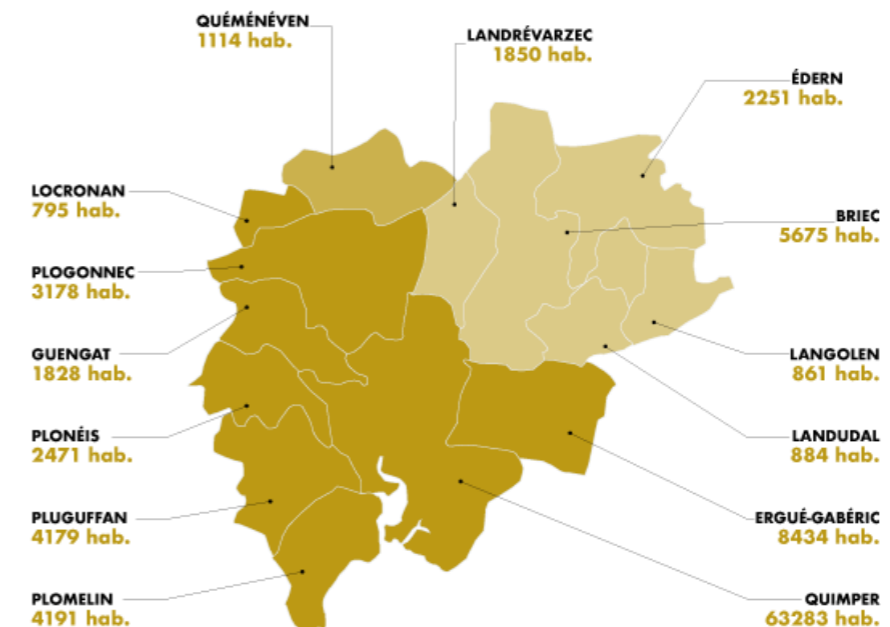 QUÉMÉNÉVEN
1114 hab.
LANDRÉVARZEC
1850 hab.
ÉDERN
2251 hab.
LOCRONAN
795 hab.
BRIEC
5675 hab.
PLOGONNEC
3178 hab.
GUENGAT
1828 hab.
LANGOLEN
861 hab.
PLONÉIS
2471 hab.
LANDUDAL
884 hab.
PLUGUFFAN
4179 hab.
ERGUÉ-GABÉRIC
8434 hab.
PLOMELIN
4191 hab.
QUIMPER
63283 hab.